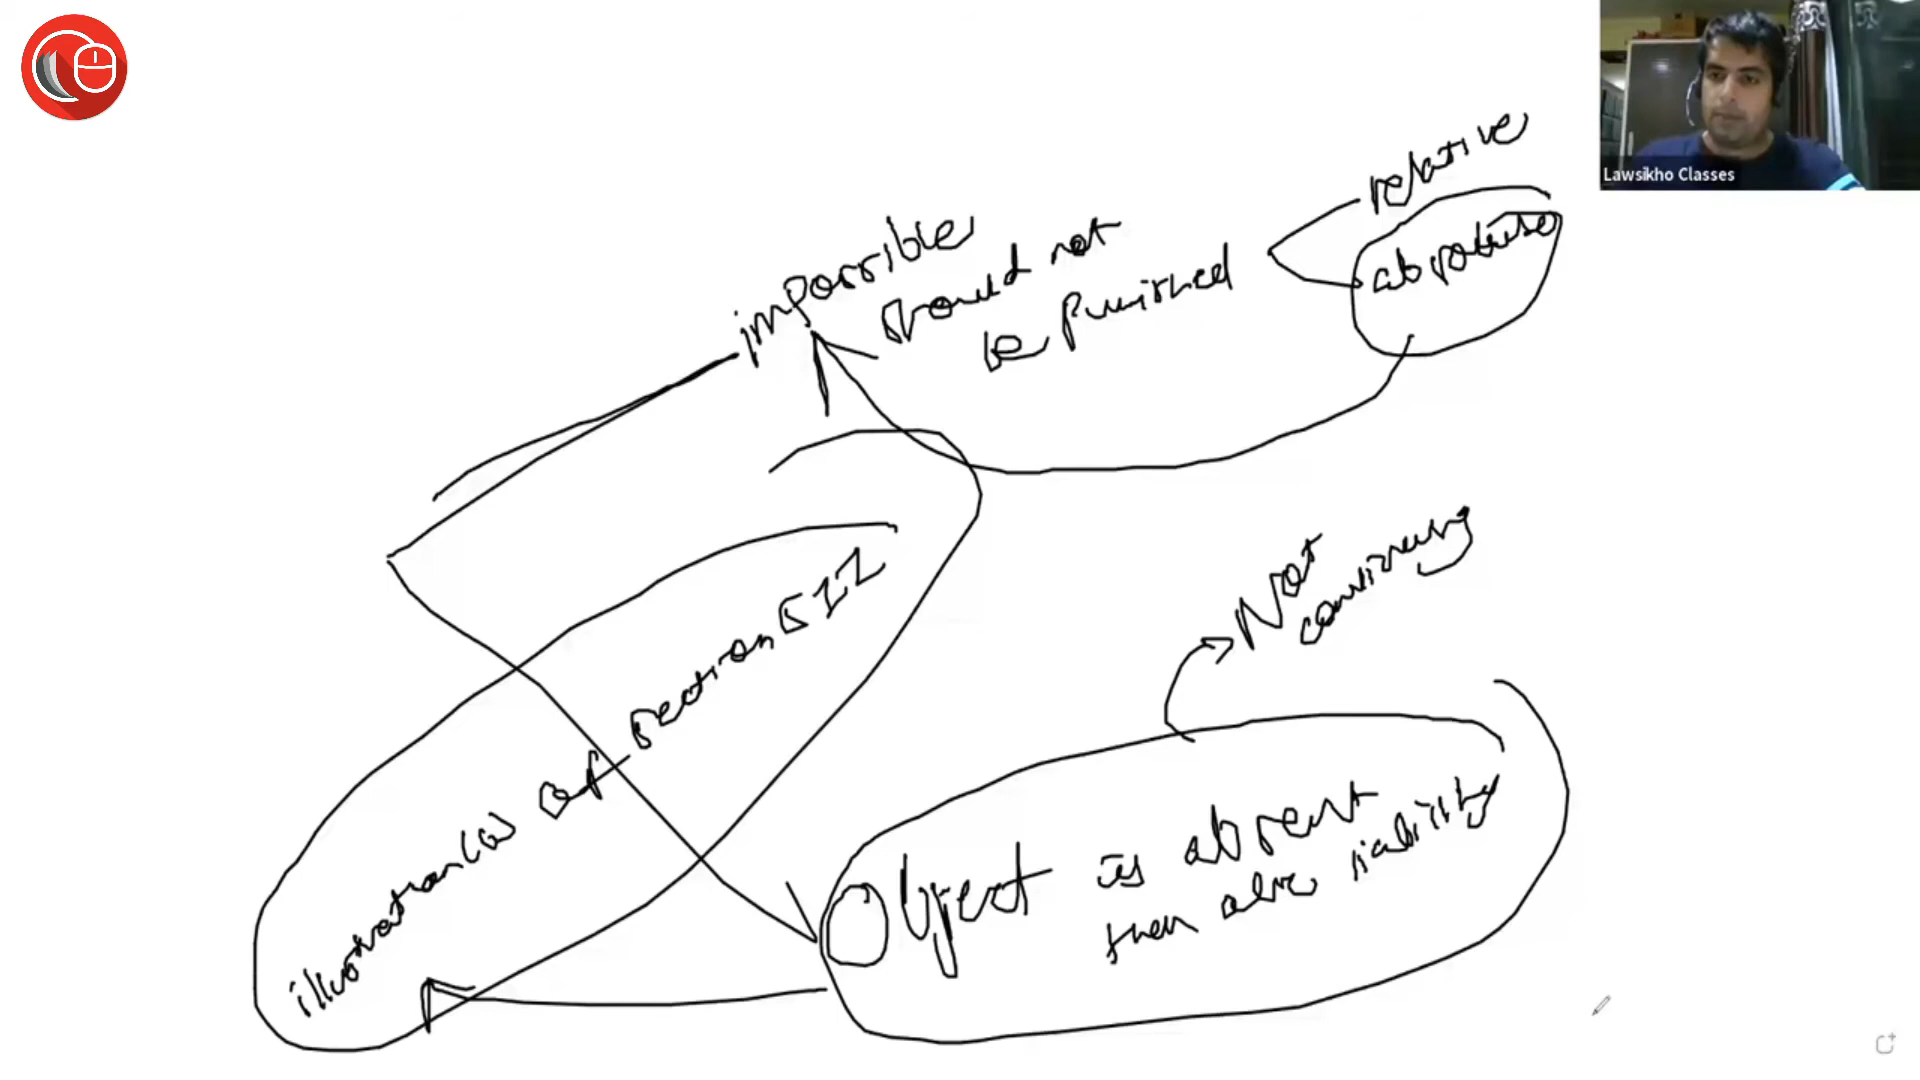 Lawsikho Classes
relative
absolute
impossible
should not
be punished
Not
convincing
illustration (a) of section 511
Object is absent
then also liability